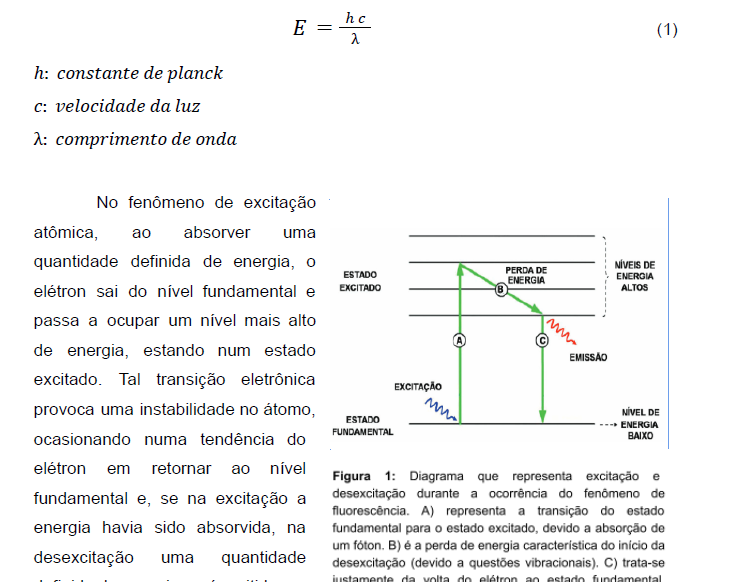 E = h c / λ (1)
h: constante de planck
c: velocidade da luz
λ: comprimento de onda
No fenômeno de excitação
atômica, ao absorver uma
quantidade definida de energia, o
elétron sai do nível fundamental e
passa a ocupar um nível mais alto
de energia, estando num estado
excitado. Tal transição eletrônica
provoca uma instabilidade no átomo,
ocasionando numa tendência do
elétron em retornar ao nível
fundamental e, se na excitação a
energia havia sido absorvida, na
desexcitação uma quantidade
ESTADO
EXCITADO
PERDA DE
ENERGIA
B
NÍVEIS DE
ENERGIA
ALTOS
A
C
EMISSÃO
EXCITAÇÃO
ESTADO
FUNDAMENTAL
NÍVEL DE
ENERGIA
BAIXO
Figura 1: Diagrama que representa excitação e
desexcitação durante a ocorrência do fenômeno de
fluorescência. A) representa a transição do estado
fundamental para o estado excitado, devido a absorção de
um fóton. B) é a perda de energia característica do início da
desexcitação (devido a questões vibracionais). C) trata-se
justamente da volta do elétron ao estado fundamental,